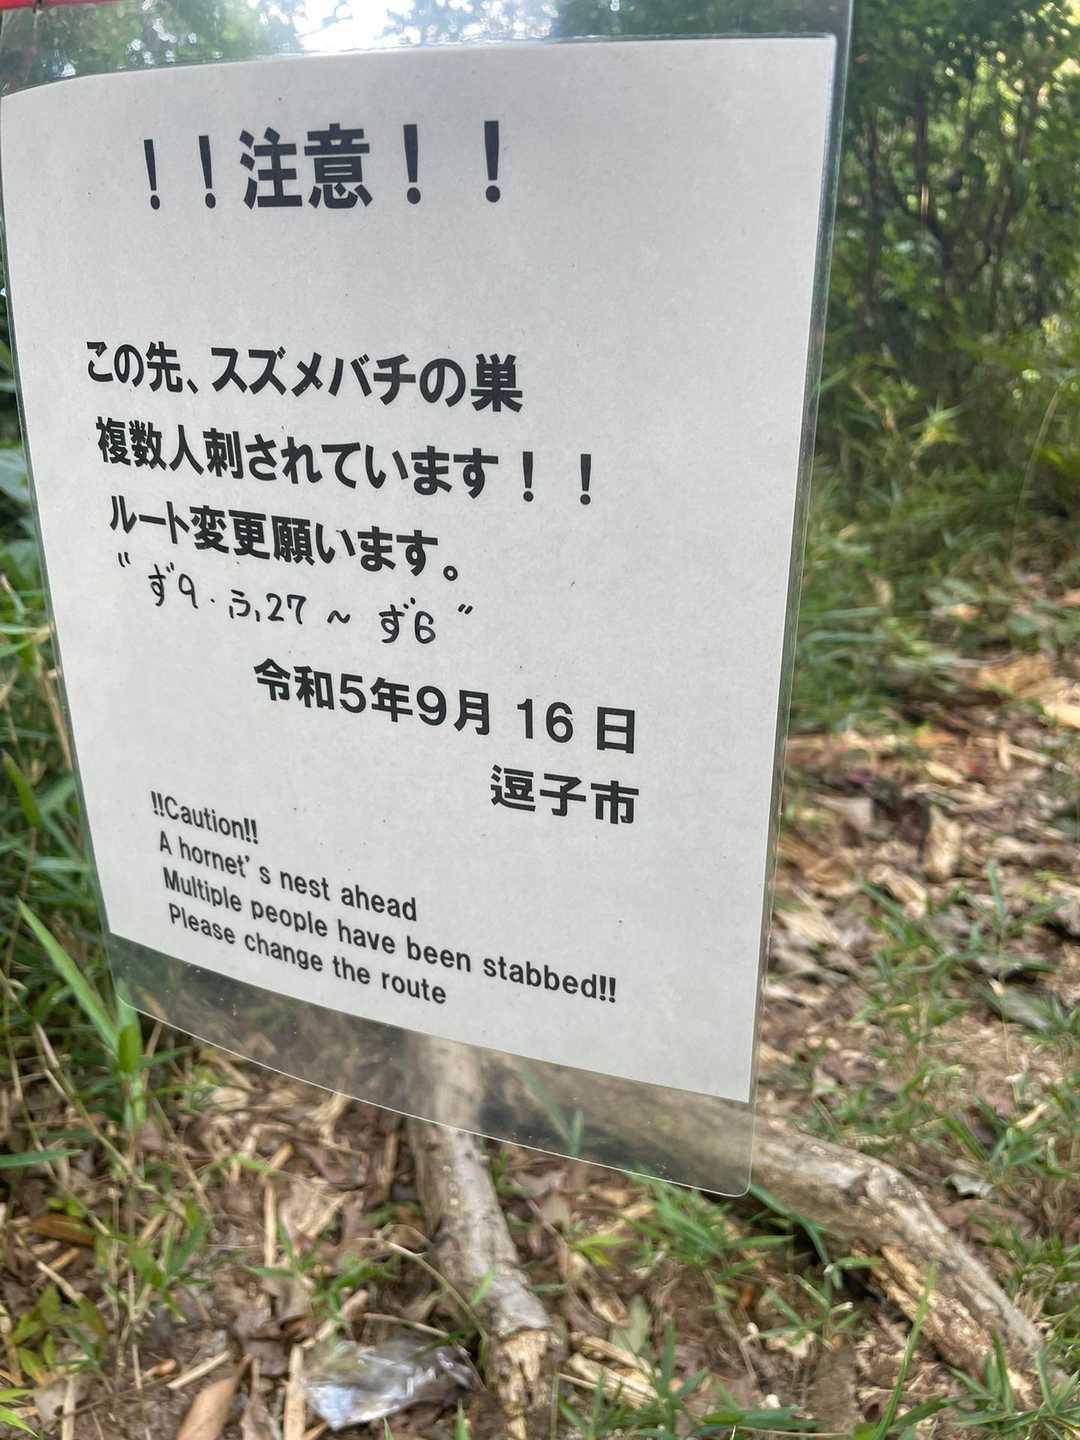 ！！注意！！
この先、スズメバチの巣
複数人刺されています！！
ルート変更願います。
“ ず9・ふ27 ～ ず6 ”
令和5年9月 16 日
逗子市
!!Caution!!
A hornet’s nest ahead
Multiple people have been stabbed!!
Please change the route